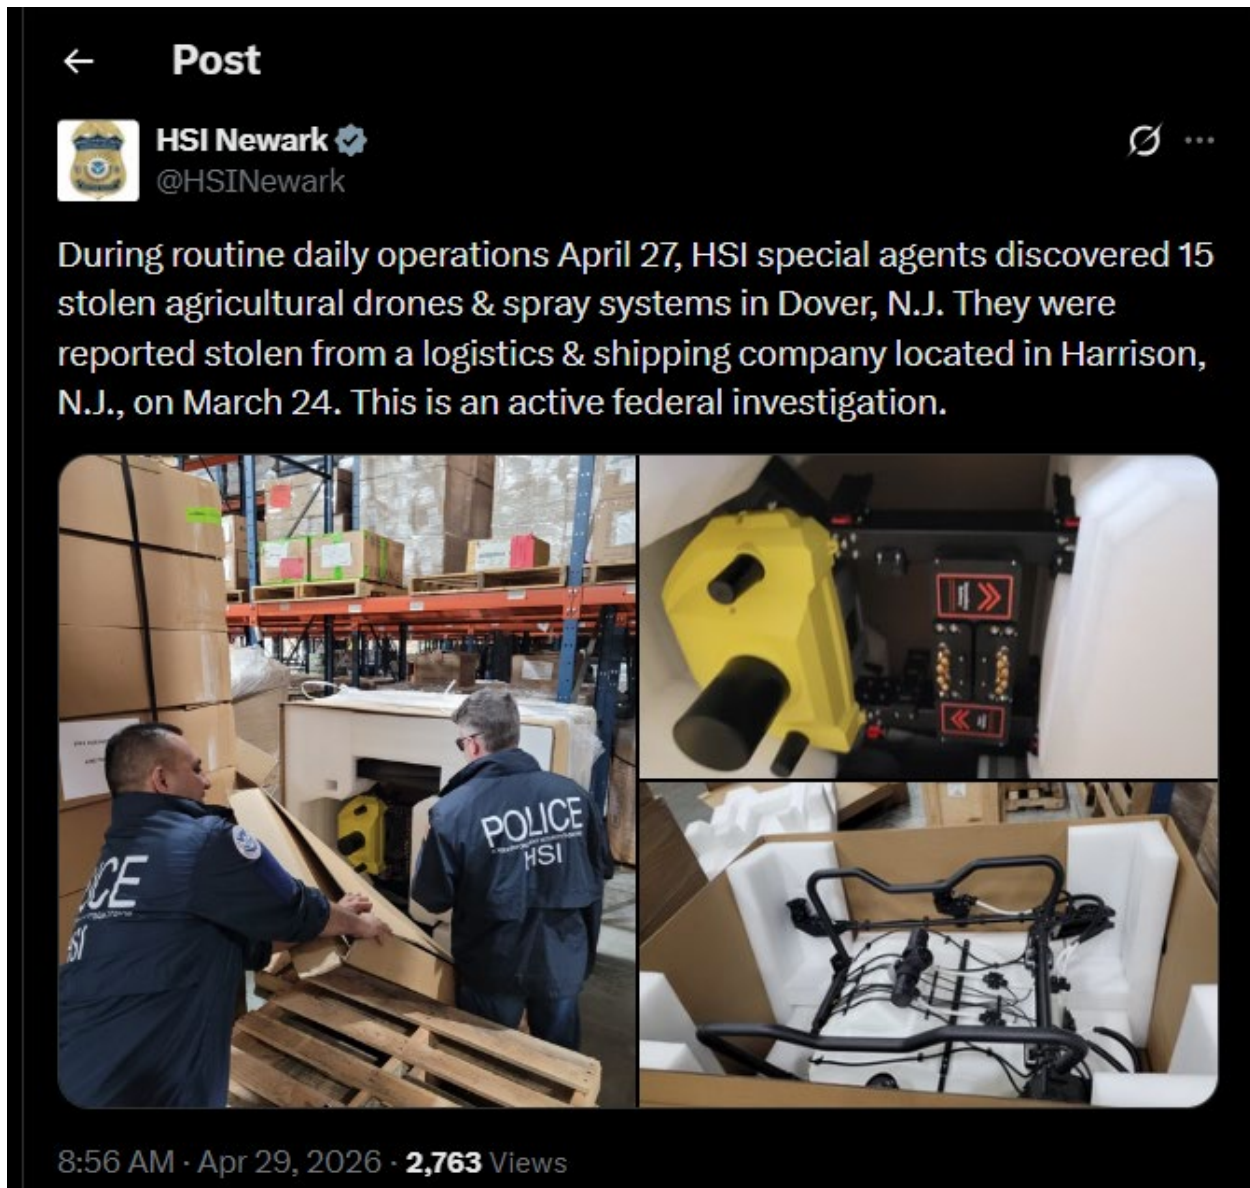 Post
HSI Newark
@HSINewark
During routine daily operations April 27, HSI special agents discovered 15
stolen agricultural drones & spray systems in Dover, N.J. They were
reported stolen from a logistics & shipping company located in Harrison,
N.J., on March 24. This is an active federal investigation.
POLICE
HSI
ICE
HSI
8:56 AM · Apr 29, 2026 · 2,763 Views